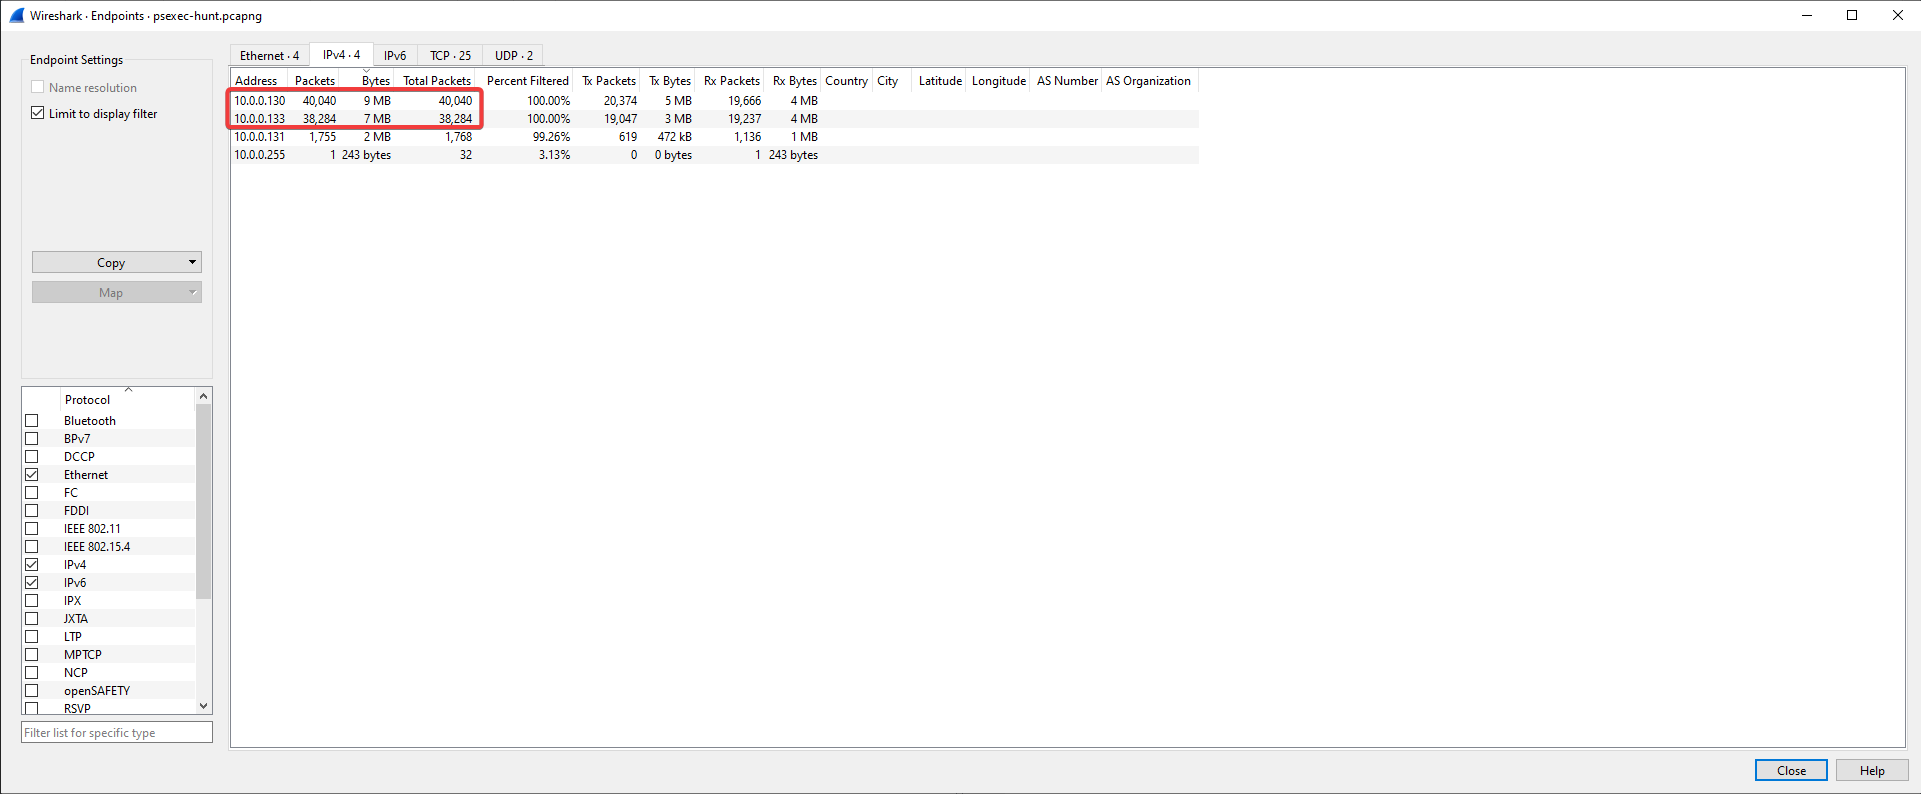 Wireshark · Endpoints · psexec-hunt.pcapng
Endpoint Settings
Name resolution
Limit to display filter
Copy
Map
Protocol
Bluetooth
BPv7
DCCP
Ethernet
FC
FDDI
IEEE 802.11
IEEE 802.15.4
IPv4
IPv6
IPX
JXTA
LTP
MPTCP
NCP
openSAFETY
RSVP
Filter list for specific type
Ethernet · 4 IPv4 · 4 IPv6 TCP · 25 UDP · 2
Address Packets Bytes Total Packets Percent Filtered Tx Packets Tx Bytes Rx Packets Rx Bytes Country City Latitude Longitude AS Number AS Organization
10.0.0.130 40,040 9 MB 40,040 100.00% 20,374 5 MB 19,666 4 MB
10.0.0.133 38,284 7 MB 38,284 100.00% 19,047 3 MB 19,237 4 MB
10.0.0.131 1,755 2 MB 1,768 99.26% 619 472 kB 1,136 1 MB
10.0.0.255 1 243 bytes 32 3.13% 0 0 bytes 1 243 bytes
Close Help